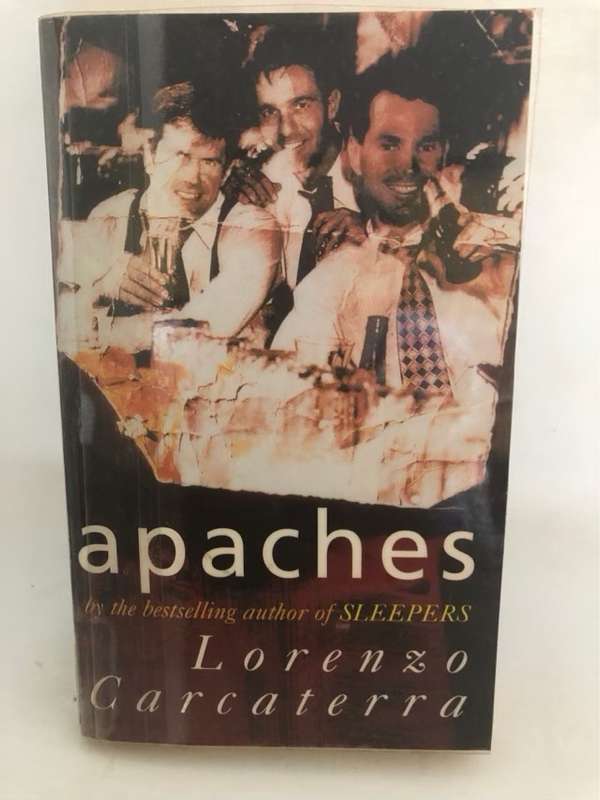 apaches
by the bestselling author of SLEEPERS
Lorenzo
Carcaterra